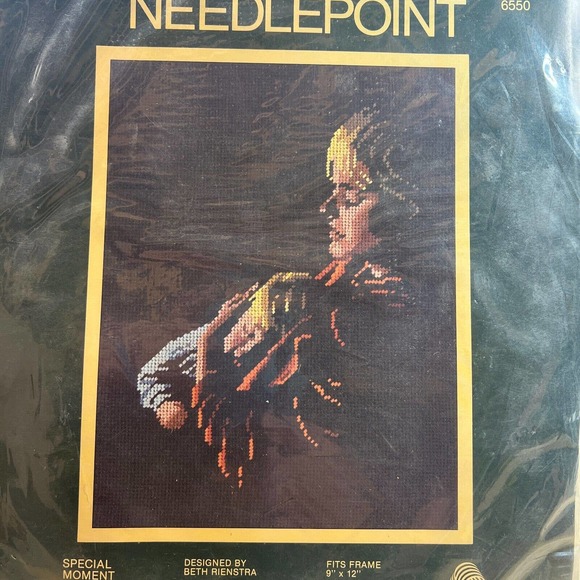 NEEDLEPOINT
6550
SPECIAL
MOMENT
DESIGNED BY
BETH RIENSTRA
FITS FRAME
9" x 12"